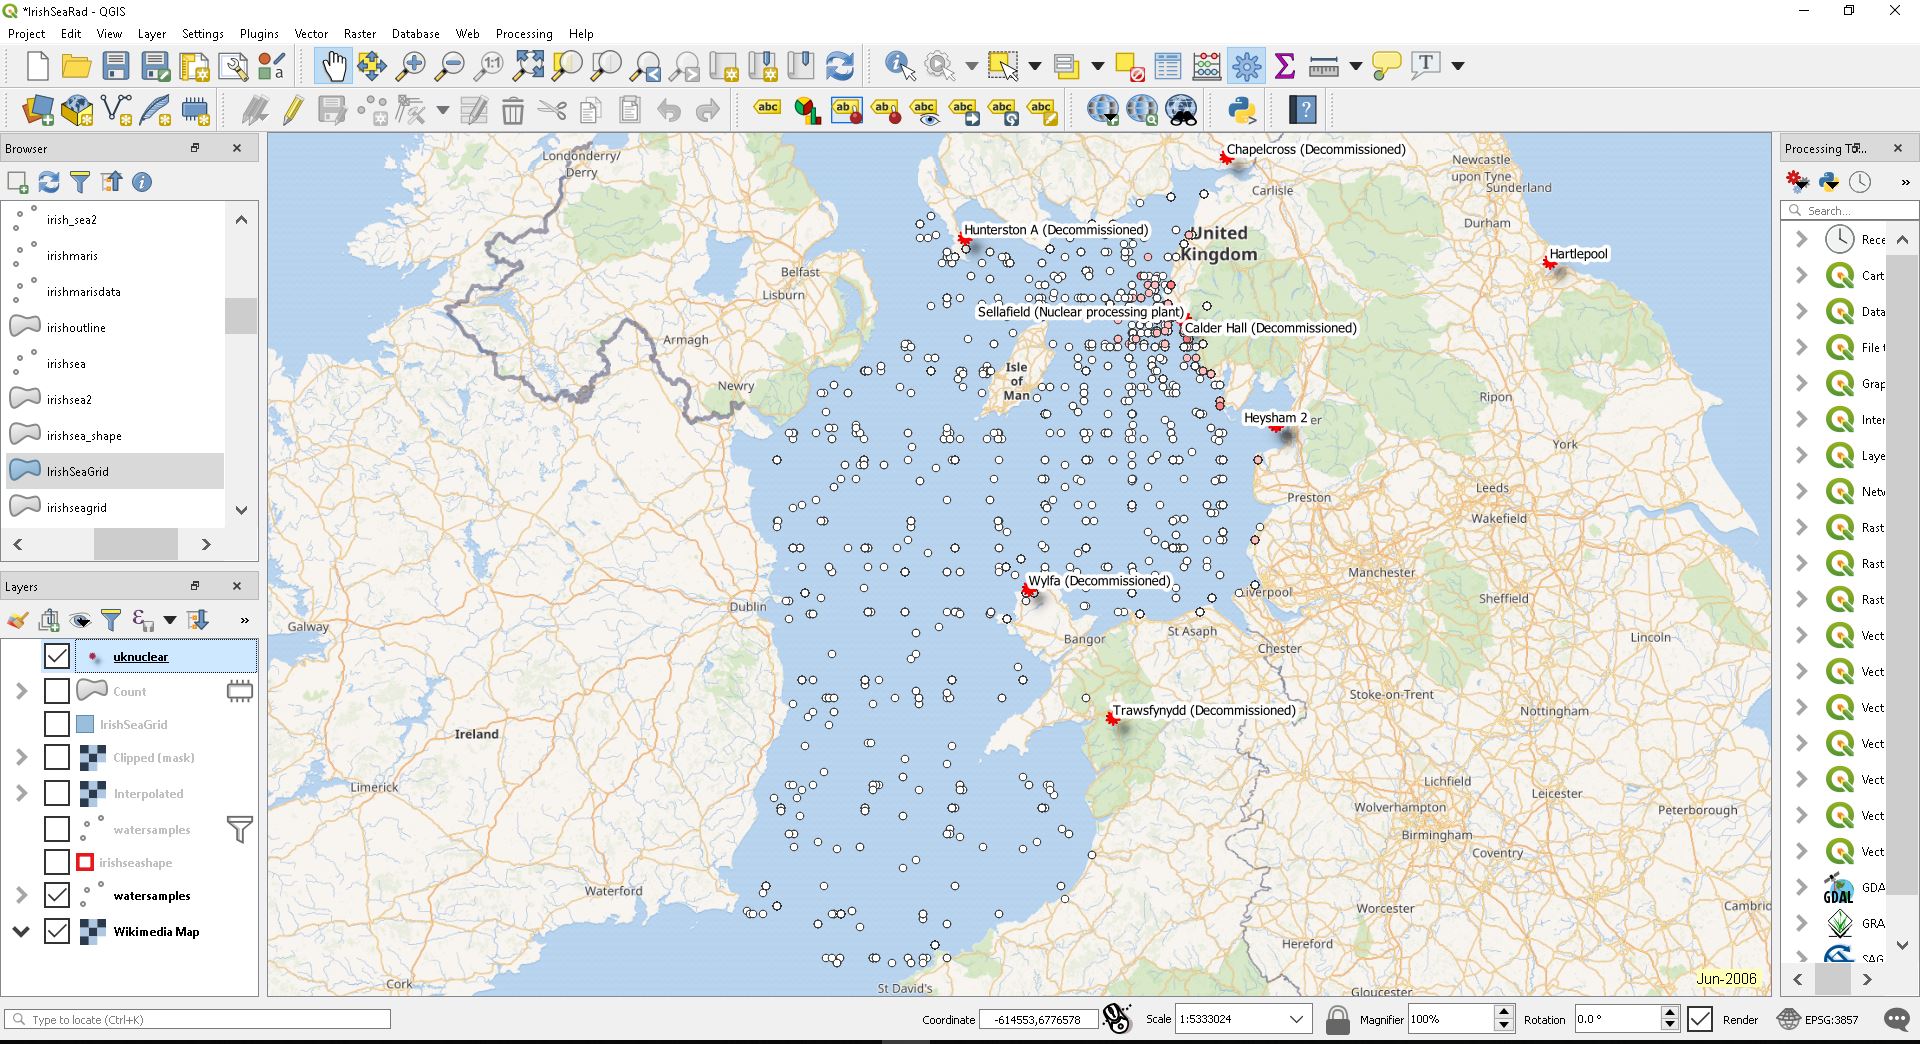 *IrishSeaRad - QGIS
Project Edit View Layer Settings Plugins Vector Raster Database Web Processing Help
Browser
irish_sea2
irishmaris
irishmarisdata
irishoutline
irishsea
irishsea2
irishsea_shape
IrishSeaGrid
irishseagrid
Layers
uknuclear
Count
IrishSeaGrid
Clipped (mask)
Interpolated
watersamples
irishseashape
watersamples
Wikimedia Map
Londonderry/
Derry
Chapelcross (Decommissioned)
Carlisle
Newcastle
upon Tyne
Sunderland
Durham
Hunterston A (Decommissioned)
United
Kingdom
Hartlepool
Belfast
Lisburn
Sellafield (Nuclear processing plant)
Calder Hall (Decommissioned)
Armagh
Newry
Isle
of
Man
Ripon
Heysham 2
er
York
Preston
Leeds
Wakefield
Manchester
Wylfa (Decommissioned)
Liverpool
Sheffield
Dublin
Galway
Bangor
St Asaph
Lincoln
Chester
Stoke-on-Trent
Trawsfynydd (Decommissioned)
Nottingham
Ireland
Limerick
Lichfield
Leicester
Wolverhampton
Peterborough
Birmingham
Coventry
Waterford
Worcester
Cambrid
Hereford
Cork
St David's
Gloucester
Jun-2006
Processing T...
Search...
Rece
Cart
Data
File t
Grap
Inter
Laye
Netw
Rast
Rast
Rast
Vect
Vect
Vect
Vect
Vect
Vect
Vect
GDA
GRA
SAG
Type to locate (Ctrl+K)
Coordinate -614553,6776578 Scale 1:5333024 Magnifier 100% Rotation 0.0 ° Render EPSG:3857